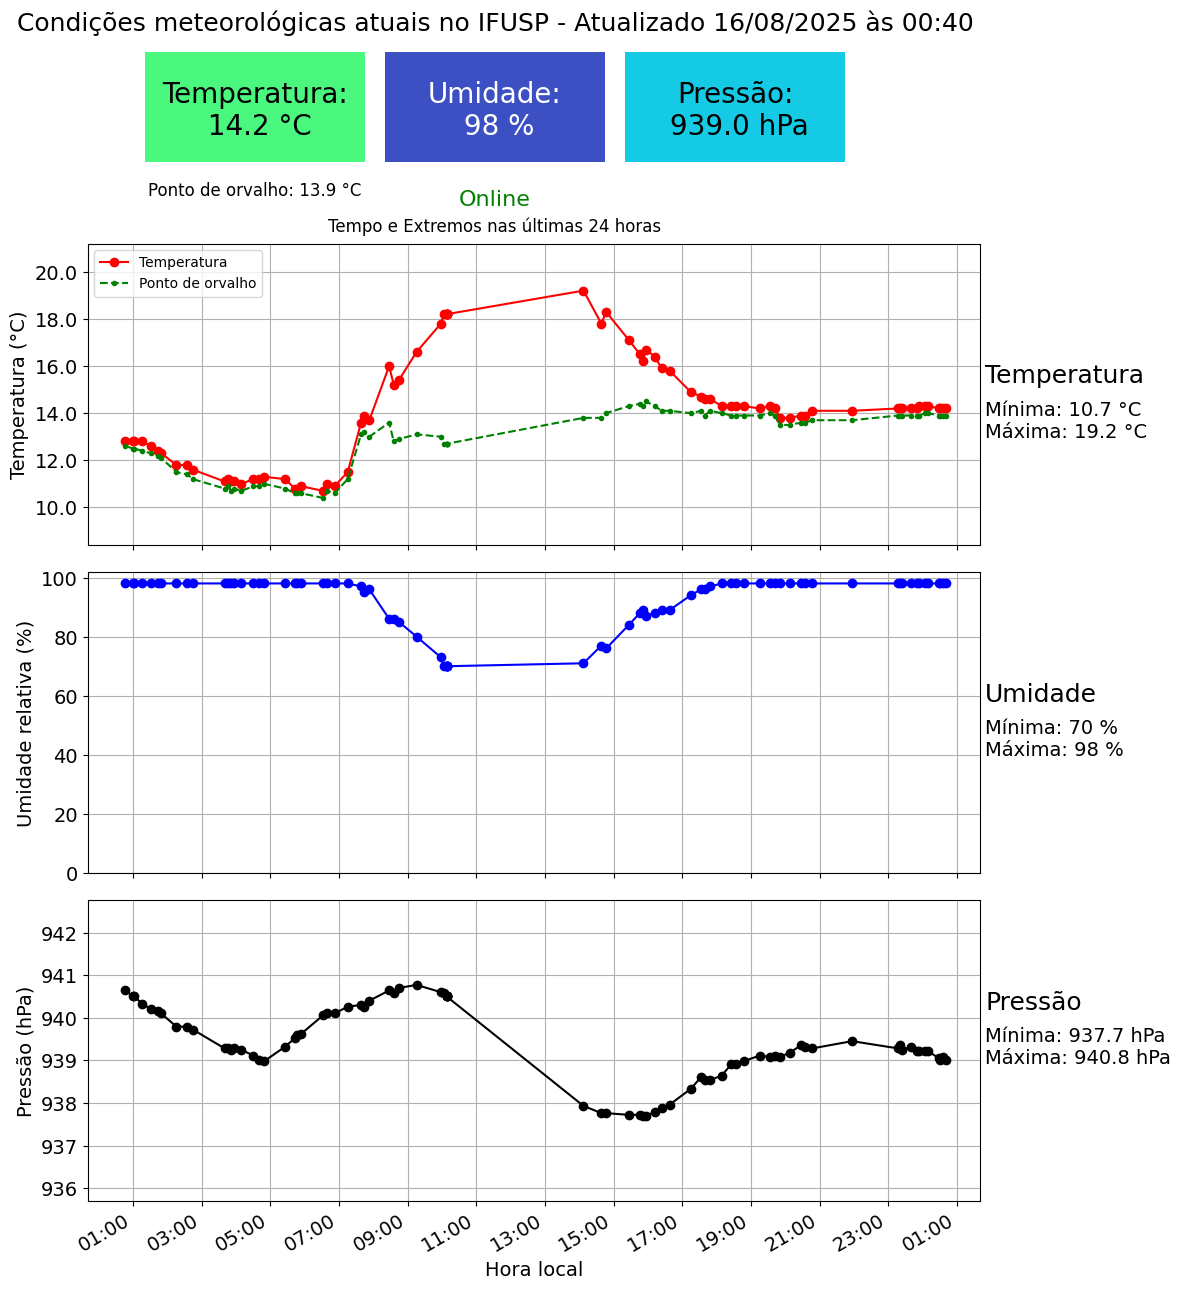 Condições meteorológicas atuais no IFUSP - Atualizado 16/08/2025 às 00:40
Temperatura:
14.2 °C
Umidade:
98 %
Pressão:
939.0 hPa
Ponto de orvalho: 13.9 °C
Online
Tempo e Extremos nas últimas 24 horas
Temperatura
Ponto de orvalho
Temperatura (°C)
20.0
18.0
16.0
14.0
12.0
10.0
Temperatura
Mínima: 10.7 °C
Máxima: 19.2 °C
Umidade relativa (%)
100
80
60
40
20
0
Umidade
Mínima: 70 %
Máxima: 98 %
Pressão (hPa)
942
941
940
939
938
937
936
Pressão
Mínima: 937.7 hPa
Máxima: 940.8 hPa
01:00 03:00 05:00 07:00 09:00 11:00 13:00 15:00 17:00 19:00 21:00 23:00 01:00
Hora local